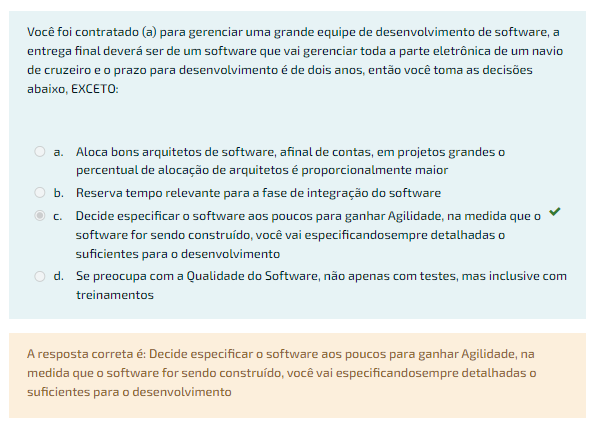 Você foi contratado (a) para gerenciar uma grande equipe de desenvolvimento de software, a
entrega final deverá ser de um software que vai gerenciar toda a parte eletrônica de um navio
de cruzeiro e o prazo para desenvolvimento é de dois anos, então você toma as decisões
abaixo, EXCETO:
a. Aloca bons arquitetos de software, afinal de contas, em projetos grandes o
percentual de alocação de arquitetos é proporcionalmente maior
b. Reserva tempo relevante para a fase de integração do software
c. Decide especificar o software aos poucos para ganhar Agilidade, na medida que o
software for sendo construído, você vai especificandosempre detalhadas o
suficientes para o desenvolvimento
d. Se preocupa com a Qualidade do Software, não apenas com testes, mas inclusive com
treinamentos
A resposta correta é: Decide especificar o software aos poucos para ganhar Agilidade, na
medida que o software for sendo construído, você vai especificandosempre detalhadas o
suficientes para o desenvolvimento